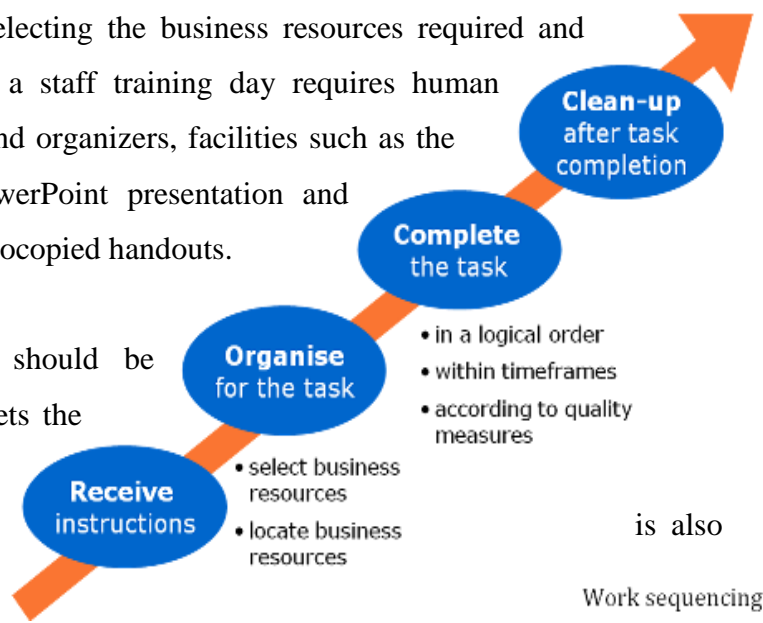 electing the business resources required and
a staff training day requires human
nd organizers, facilities such as the
owerPoint presentation and
ocopied handouts.
should be
ets the
is also
Clean-up
after task
completion
Complete
the task
• in a logical order
• within timeframes
• according to quality
measures
Organise
for the task
• select business
resources
• locate business
resources
Receive
instructions
Work sequencing